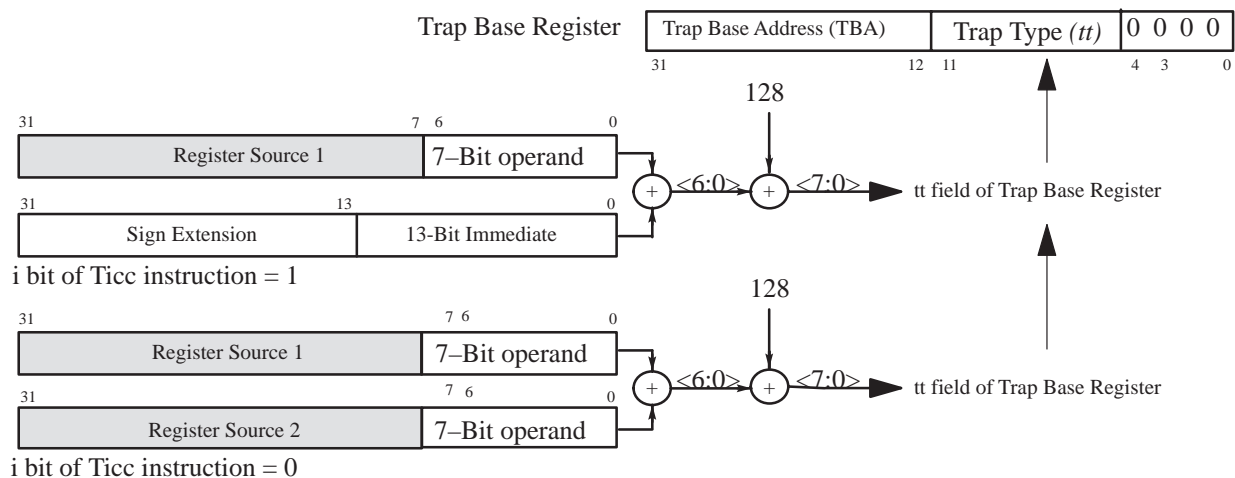 Trap Base Register
Trap Base Address (TBA) Trap Type (tt) 0 0 0 0
31 12 11 4 3 0
128
31 7 6 0
Register Source 1 7–Bit operand
+ <6:0> + <7:0> tt field of Trap Base Register
31 13 0
Sign Extension 13-Bit Immediate
i bit of Ticc instruction = 1
128
31 7 6 0
Register Source 1 7–Bit operand
+ <6:0> + <7:0> tt field of Trap Base Register
31 7 6 0
Register Source 2 7–Bit operand
i bit of Ticc instruction = 0